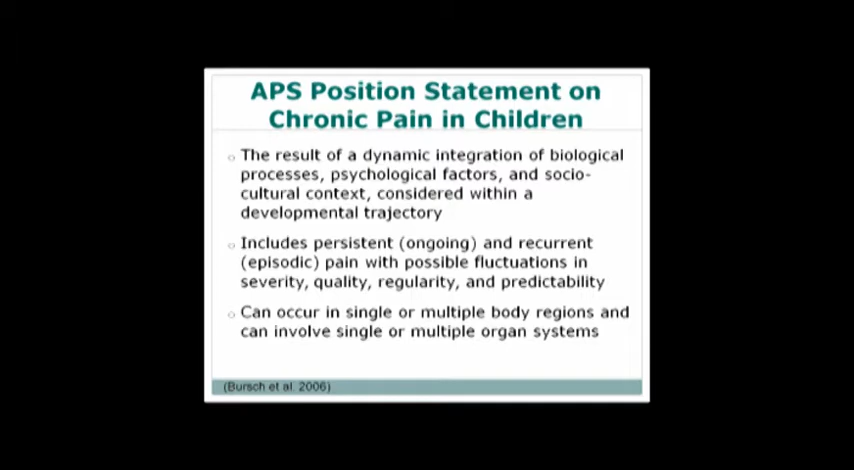 APS Position Statement on
Chronic Pain in Children
The result of a dynamic integration of biological
processes, psychological factors, and socio-
cultural context, considered within a
developmental trajectory
Includes persistent (ongoing) and recurrent
(episodic) pain with possible fluctuations in
severity, quality, regularity, and predictability
Can occur in single or multiple body regions and
can involve single or multiple organ systems
(Bursch et al. 2006)